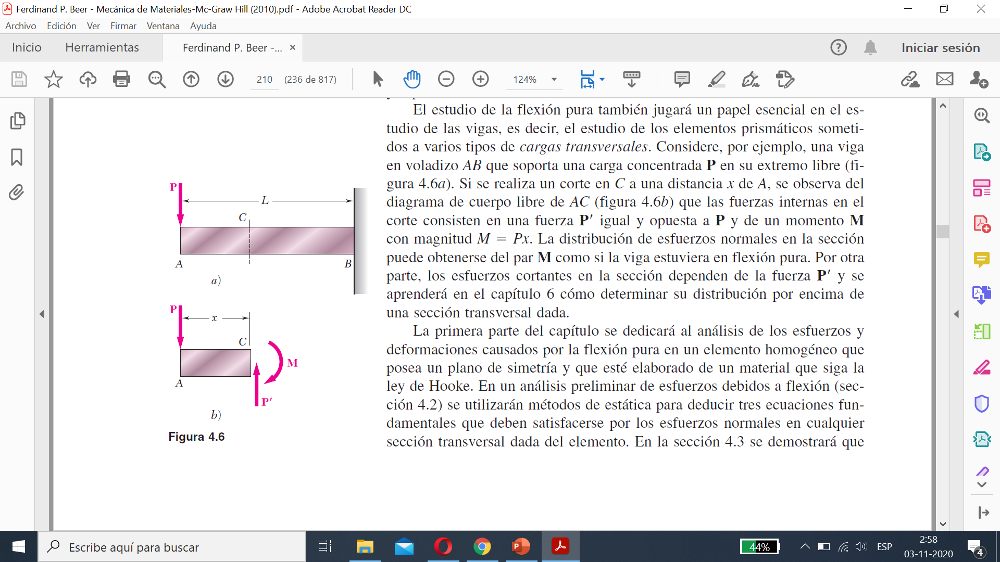 Ferdinand P. Beer - Mecánica de Materiales-Mc-Graw Hill (2010).pdf - Adobe Acrobat Reader DC
Archivo Edición Ver Firmar Ventana Ayuda
Inicio Herramientas Ferdinand P. Beer -... × Iniciar sesión
210 (236 de 817) 124%
El estudio de la flexión pura también jugará un papel esencial en el es-
tudio de las vigas, es decir, el estudio de los elementos prismáticos someti-
dos a varios tipos de cargas transversales. Considere, por ejemplo, una viga
en voladizo AB que soporta una carga concentrada P en su extremo libre (fi-
gura 4.6a). Si se realiza un corte en C a una distancia x de A, se observa del
diagrama de cuerpo libre de AC (figura 4.6b) que las fuerzas internas en el
corte consisten en una fuerza P′ igual y opuesta a P y de un momento M
con magnitud M = Px. La distribución de esfuerzos normales en la sección
puede obtenerse del par M como si la viga estuviera en flexión pura. Por otra
parte, los esfuerzos cortantes en la sección dependen de la fuerza P′ y se
aprenderá en el capítulo 6 cómo determinar su distribución por encima de
una sección transversal dada.
La primera parte del capítulo se dedicará al análisis de los esfuerzos y
deformaciones causados por la flexión pura en un elemento homogéneo que
posea un plano de simetría y que esté elaborado de un material que siga la
ley de Hooke. En un análisis preliminar de esfuerzos debidos a flexión (sec-
ción 4.2) se utilizarán métodos de estática para deducir tres ecuaciones fun-
damentales que deben satisfacerse por los esfuerzos normales en cualquier
sección transversal dada del elemento. En la sección 4.3 se demostrará que
P
L
C
A B
a)
P
x
C
M
A
P′
b)
Figura 4.6
Escribe aquí para buscar
44% ESP 2:58
03-11-2020
4